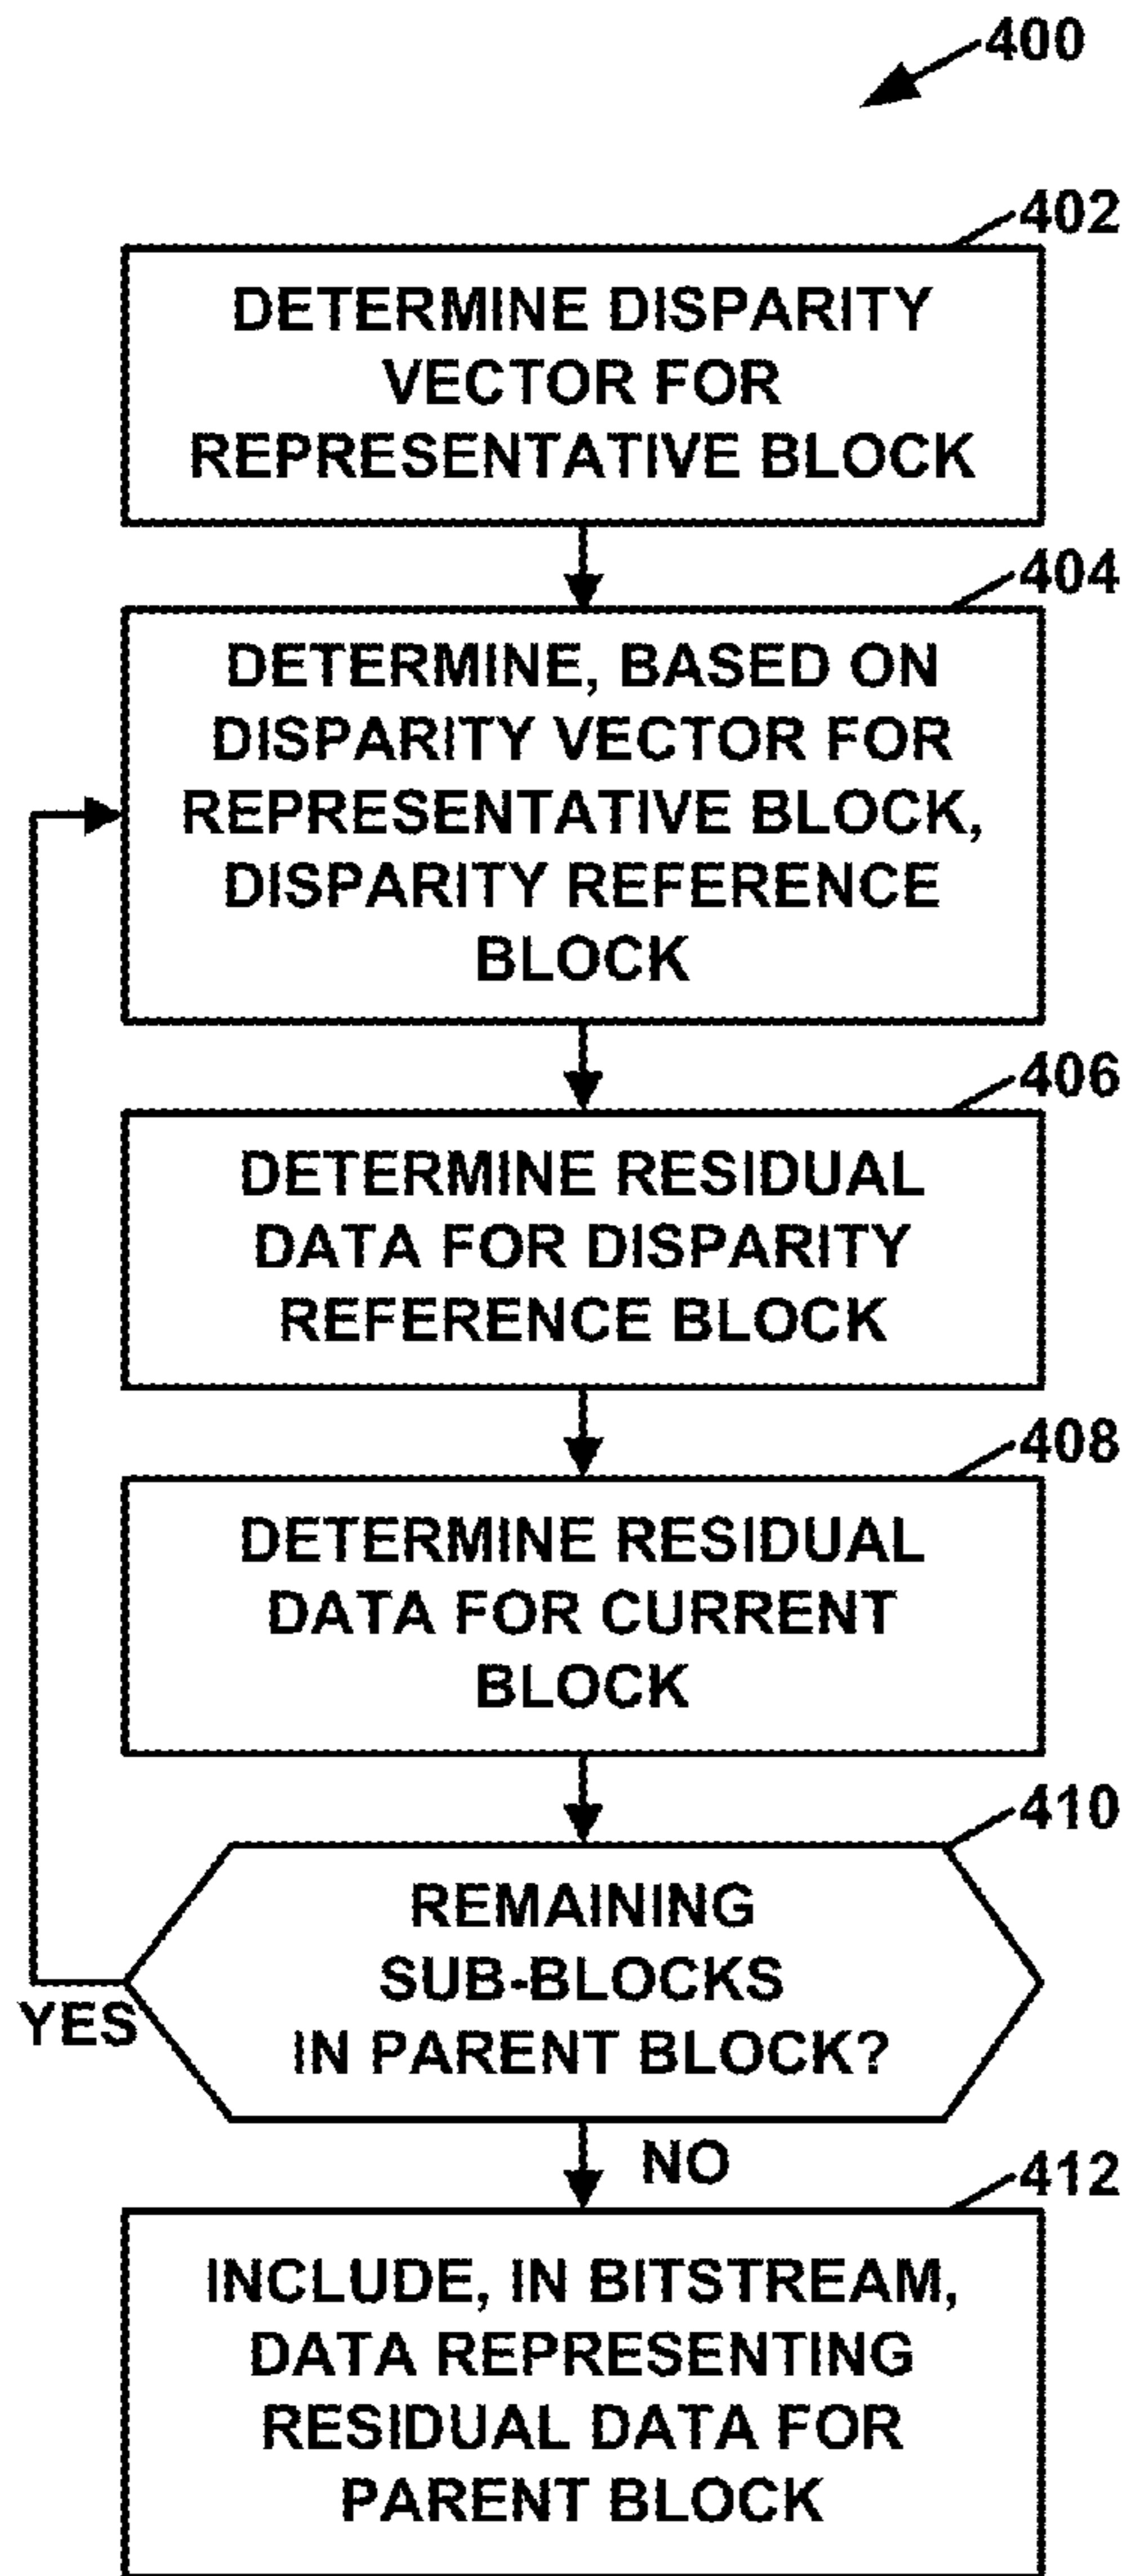 400
402
DETERMINE DISPARITY
VECTOR FOR
REPRESENTATIVE BLOCK
404
DETERMINE, BASED ON
DISPARITY VECTOR FOR
REPRESENTATIVE BLOCK,
DISPARITY REFERENCE
BLOCK
406
DETERMINE RESIDUAL
DATA FOR DISPARITY
REFERENCE BLOCK
408
DETERMINE RESIDUAL
DATA FOR CURRENT
BLOCK
410
REMAINING
SUB-BLOCKS
IN PARENT BLOCK?
YES
NO
412
INCLUDE, IN BITSTREAM,
DATA REPRESENTING
RESIDUAL DATA FOR
PARENT BLOCK